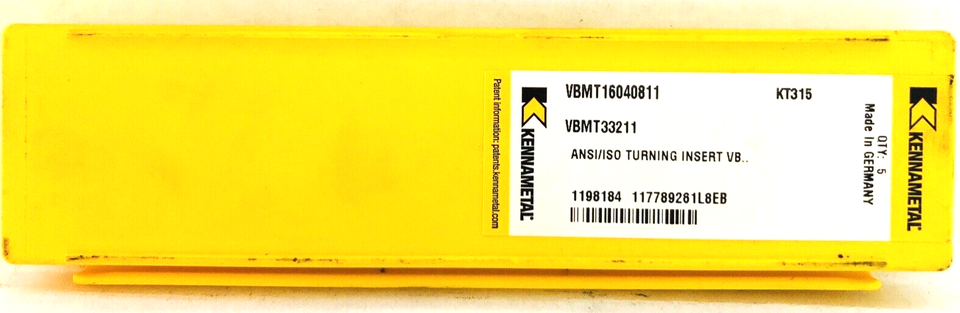 Patent information: patents.kennametal.com
KENNAMETAL
VBMT16040811 KT315
VBMT33211
ANSI/ISO TURNING INSERT VB..
1198184 117789261L8EB
QTY: 5
Made In GERMANY
KENNAMETAL